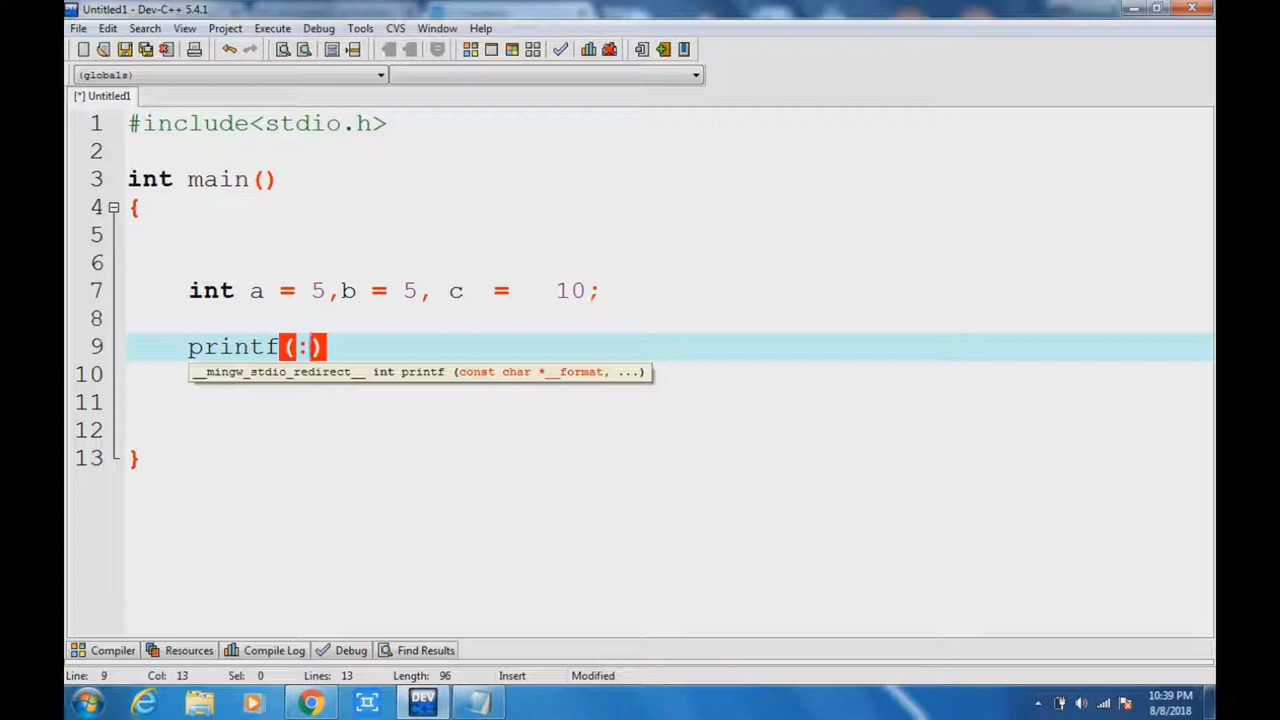 Untitled1 - Dev-C++ 5.4.1
File Edit Search View Project Execute Debug Tools CVS Window Help
(globals)
[*] Untitled1
1 #include<stdio.h>
2
3 int main()
4 {
5
6
7 int a = 5,b = 5, c = 10;
8
9 printf(:)
__mingw_stdio_redirect__ int printf (const char *__format, ...)
10
11
12
13 }
Compiler Resources Compile Log Debug Find Results
Line: 9 Col: 13 Sel: 0 Lines: 13 Length: 96 Insert Modified
DEV
10:39 PM
8/8/2018